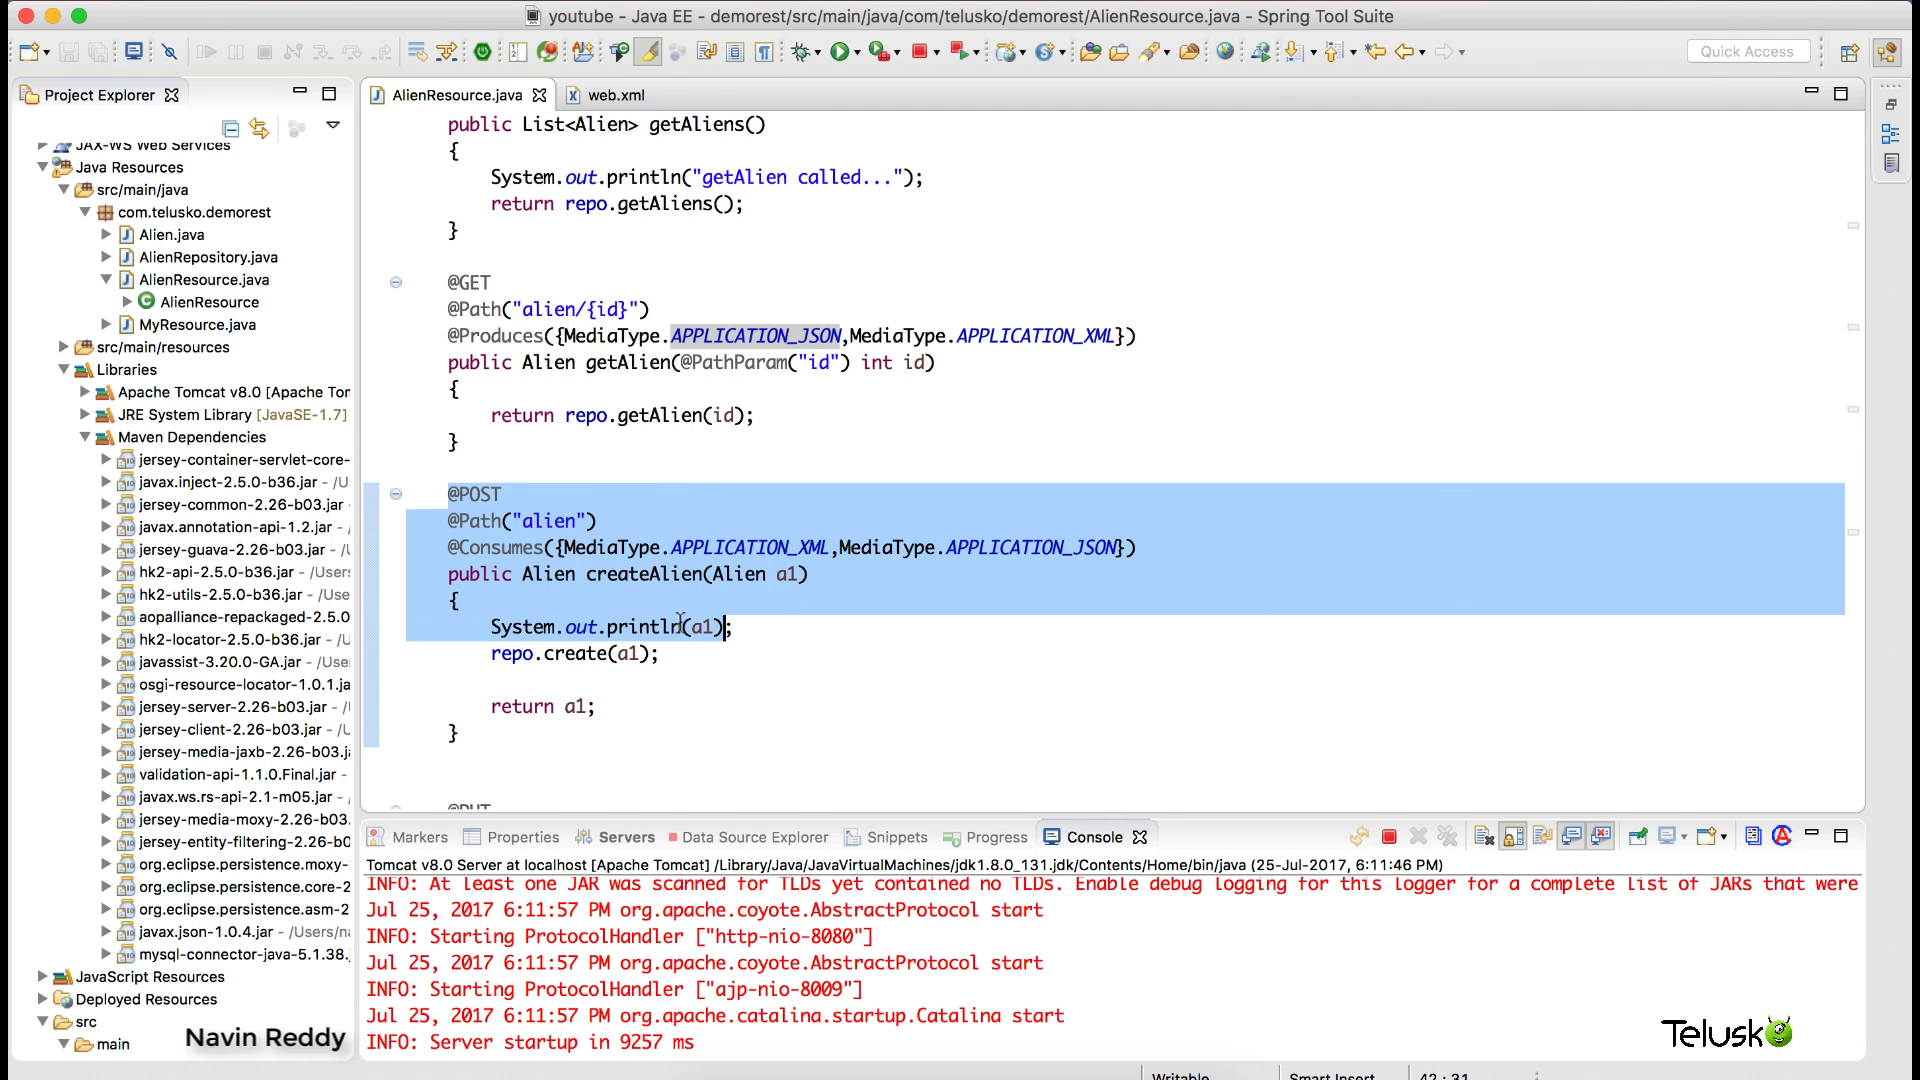 youtube - Java EE - demorest/src/main/java/com/telusko/demorest/AlienResource.java - Spring Tool Suite
Quick Access
Project Explorer
JAX-WS Web Services
Java Resources
src/main/java
com.telusko.demorest
Alien.java
AlienRepository.java
AlienResource.java
AlienResource
MyResource.java
src/main/resources
Libraries
Apache Tomcat v8.0 [Apache Tor
JRE System Library [JavaSE-1.7]
Maven Dependencies
jersey-container-servlet-core-
javax.inject-2.5.0-b36.jar - /U
jersey-common-2.26-b03.jar
javax.annotation-api-1.2.jar -
jersey-guava-2.26-b03.jar - /
hk2-api-2.5.0-b36.jar - /Users
hk2-utils-2.5.0-b36.jar - /Use
aopalliance-repackaged-2.5.0
hk2-locator-2.5.0-b36.jar - /U
javassist-3.20.0-GA.jar - /Use
osgi-resource-locator-1.0.1.ja
jersey-server-2.26-b03.jar - /
jersey-client-2.26-b03.jar - /U
jersey-media-jaxb-2.26-b03.j
validation-api-1.1.0.Final.jar -
javax.ws.rs-api-2.1-m05.jar -
jersey-media-moxy-2.26-b03.
jersey-entity-filtering-2.26-b0
org.eclipse.persistence.moxy-
org.eclipse.persistence.core-2
org.eclipse.persistence.asm-2
javax.json-1.0.4.jar - /Users/na
mysql-connector-java-5.1.38.
JavaScript Resources
Deployed Resources
src
main
Navin Reddy
AlienResource.java
web.xml
public List<Alien> getAliens()
{
System.out.println("getAlien called...");
return repo.getAliens();
}
@GET
@Path("alien/{id}")
@Produces({MediaType.APPLICATION_JSON,MediaType.APPLICATION_XML})
public Alien getAlien(@PathParam("id") int id)
{
return repo.getAlien(id);
}
@POST
@Path("alien")
@Consumes({MediaType.APPLICATION_XML,MediaType.APPLICATION_JSON})
public Alien createAlien(Alien a1)
{
System.out.println(a1);
repo.create(a1);
return a1;
}
@PUT
Markers
Properties
Servers
Data Source Explorer
Snippets
Progress
Console
Tomcat v8.0 Server at localhost [Apache Tomcat] /Library/Java/JavaVirtualMachines/jdk1.8.0_131.jdk/Contents/Home/bin/java (25-Jul-2017, 6:11:46 PM)
INFO: At least one JAR was scanned for TLDs yet contained no TLDs. Enable debug logging for this logger for a complete list of JARs that were
Jul 25, 2017 6:11:57 PM org.apache.coyote.AbstractProtocol start
INFO: Starting ProtocolHandler ["http-nio-8080"]
Jul 25, 2017 6:11:57 PM org.apache.coyote.AbstractProtocol start
INFO: Starting ProtocolHandler ["ajp-nio-8009"]
Jul 25, 2017 6:11:57 PM org.apache.catalina.startup.Catalina start
INFO: Server startup in 9257 ms
Telusko
Writable
Smart Insert
42 : 31